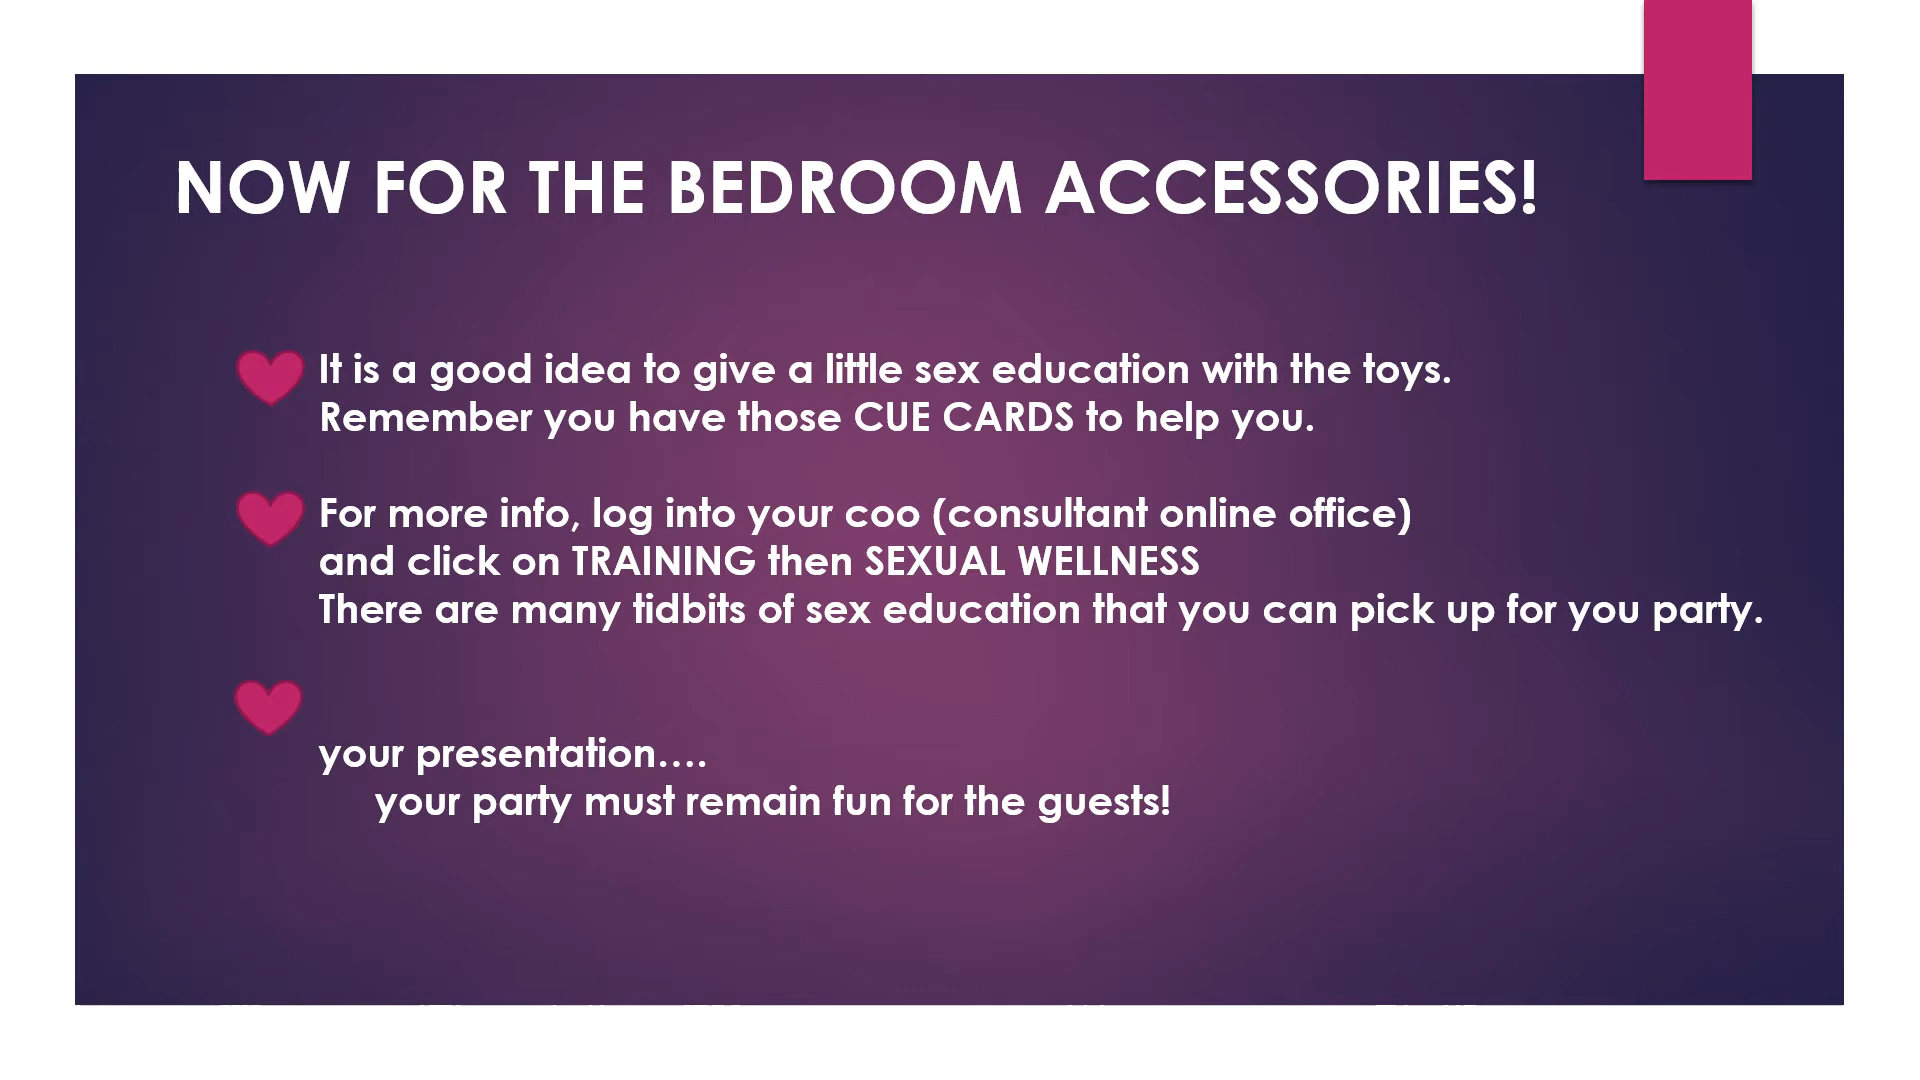 NOW FOR THE BEDROOM ACCESSORIES!
It is a good idea to give a little sex education with the toys.
Remember you have those CUE CARDS to help you.
For more info, log into your coo (consultant online office)
and click on TRAINING then SEXUAL WELLNESS
There are many tidbits of sex education that you can pick up for you party.
your presentation....
your party must remain fun for the guests!